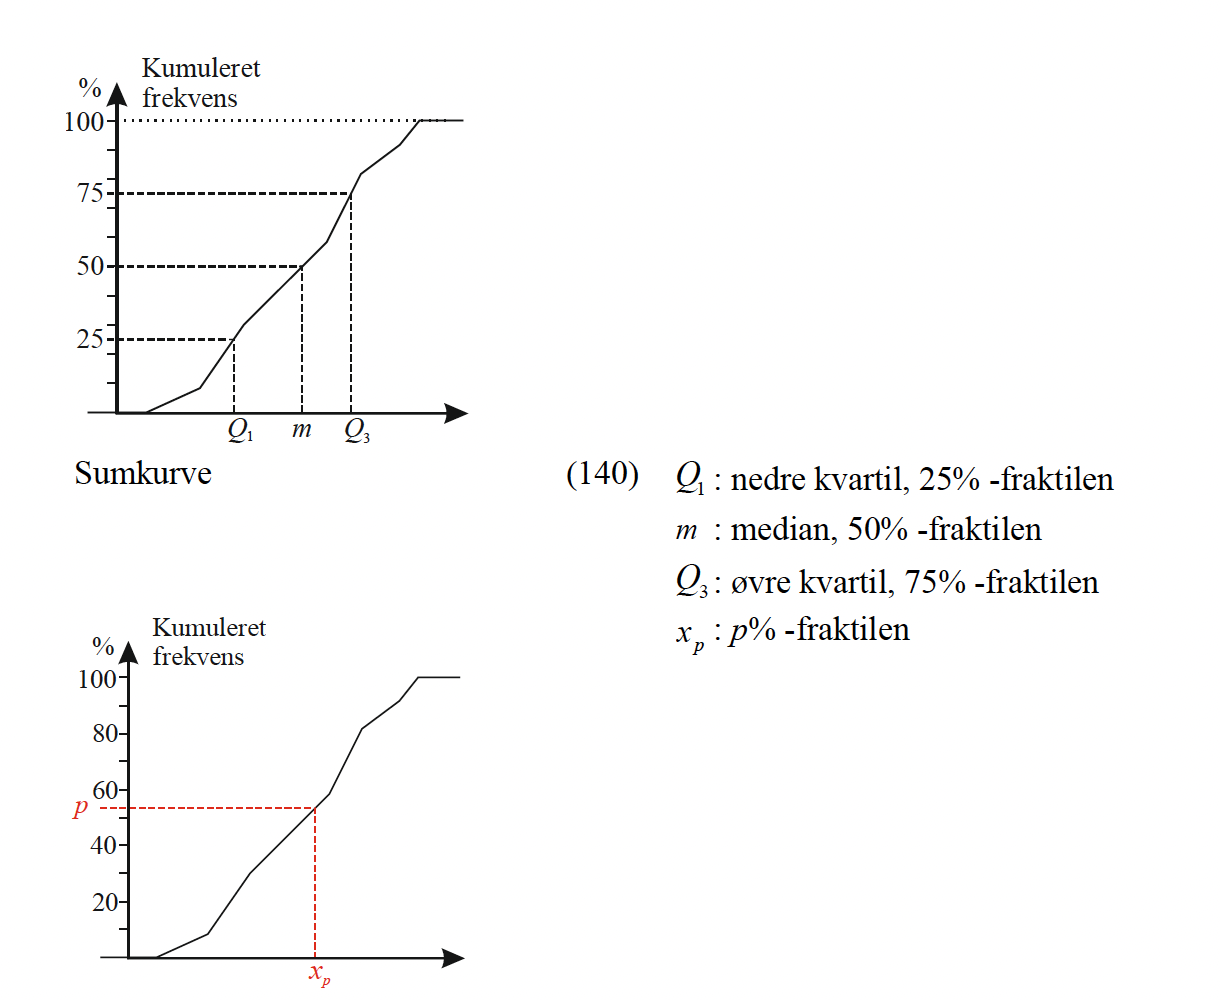 Kumuleret
frekvens
%
100
75
50
25
Q₁ m Q₃
Sumkurve
(140)
Q₁ : nedre kvartil, 25% -fraktilen
m : median, 50% -fraktilen
Q₃ : øvre kvartil, 75% -fraktilen
xₚ : p% -fraktilen
Kumuleret
frekvens
%
100
80
60
p
40
20
xₚ